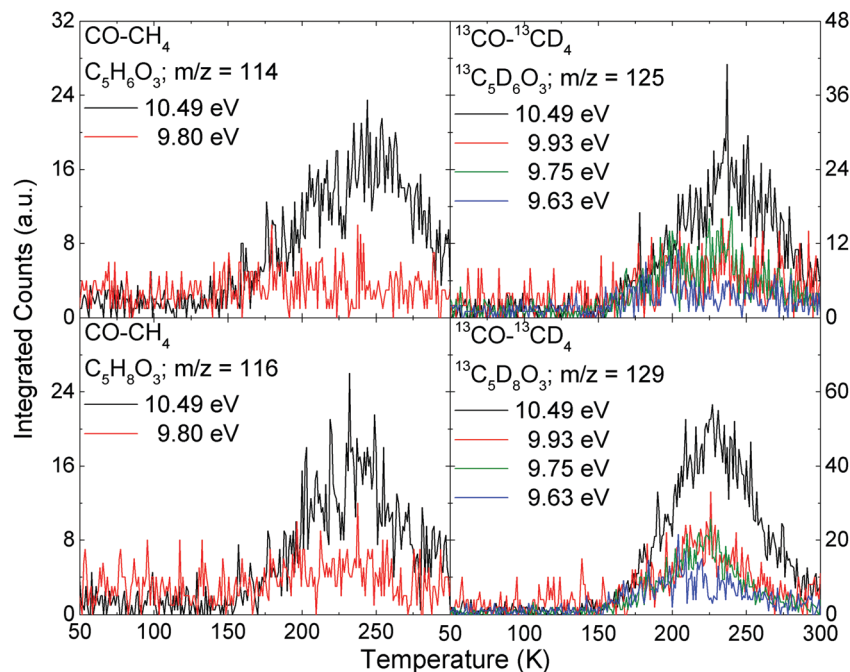 32
24
16
8
0
CO-CH₄
C₅H₆O₃; m/z = 114
10.49 eV
9.80 eV
¹³CO-¹³CD₄
¹³C₅D₆O₃; m/z = 125
10.49 eV
9.93 eV
9.75 eV
9.63 eV
48
36
24
12
0
24
16
8
0
CO-CH₄
C₅H₈O₃; m/z = 116
10.49 eV
9.80 eV
¹³CO-¹³CD₄
¹³C₅D₈O₃; m/z = 129
10.49 eV
9.93 eV
9.75 eV
9.63 eV
60
40
20
0
50 100 150 200 250 50 100 150 200 250 300
Temperature (K)
Integrated Counts (a.u.)